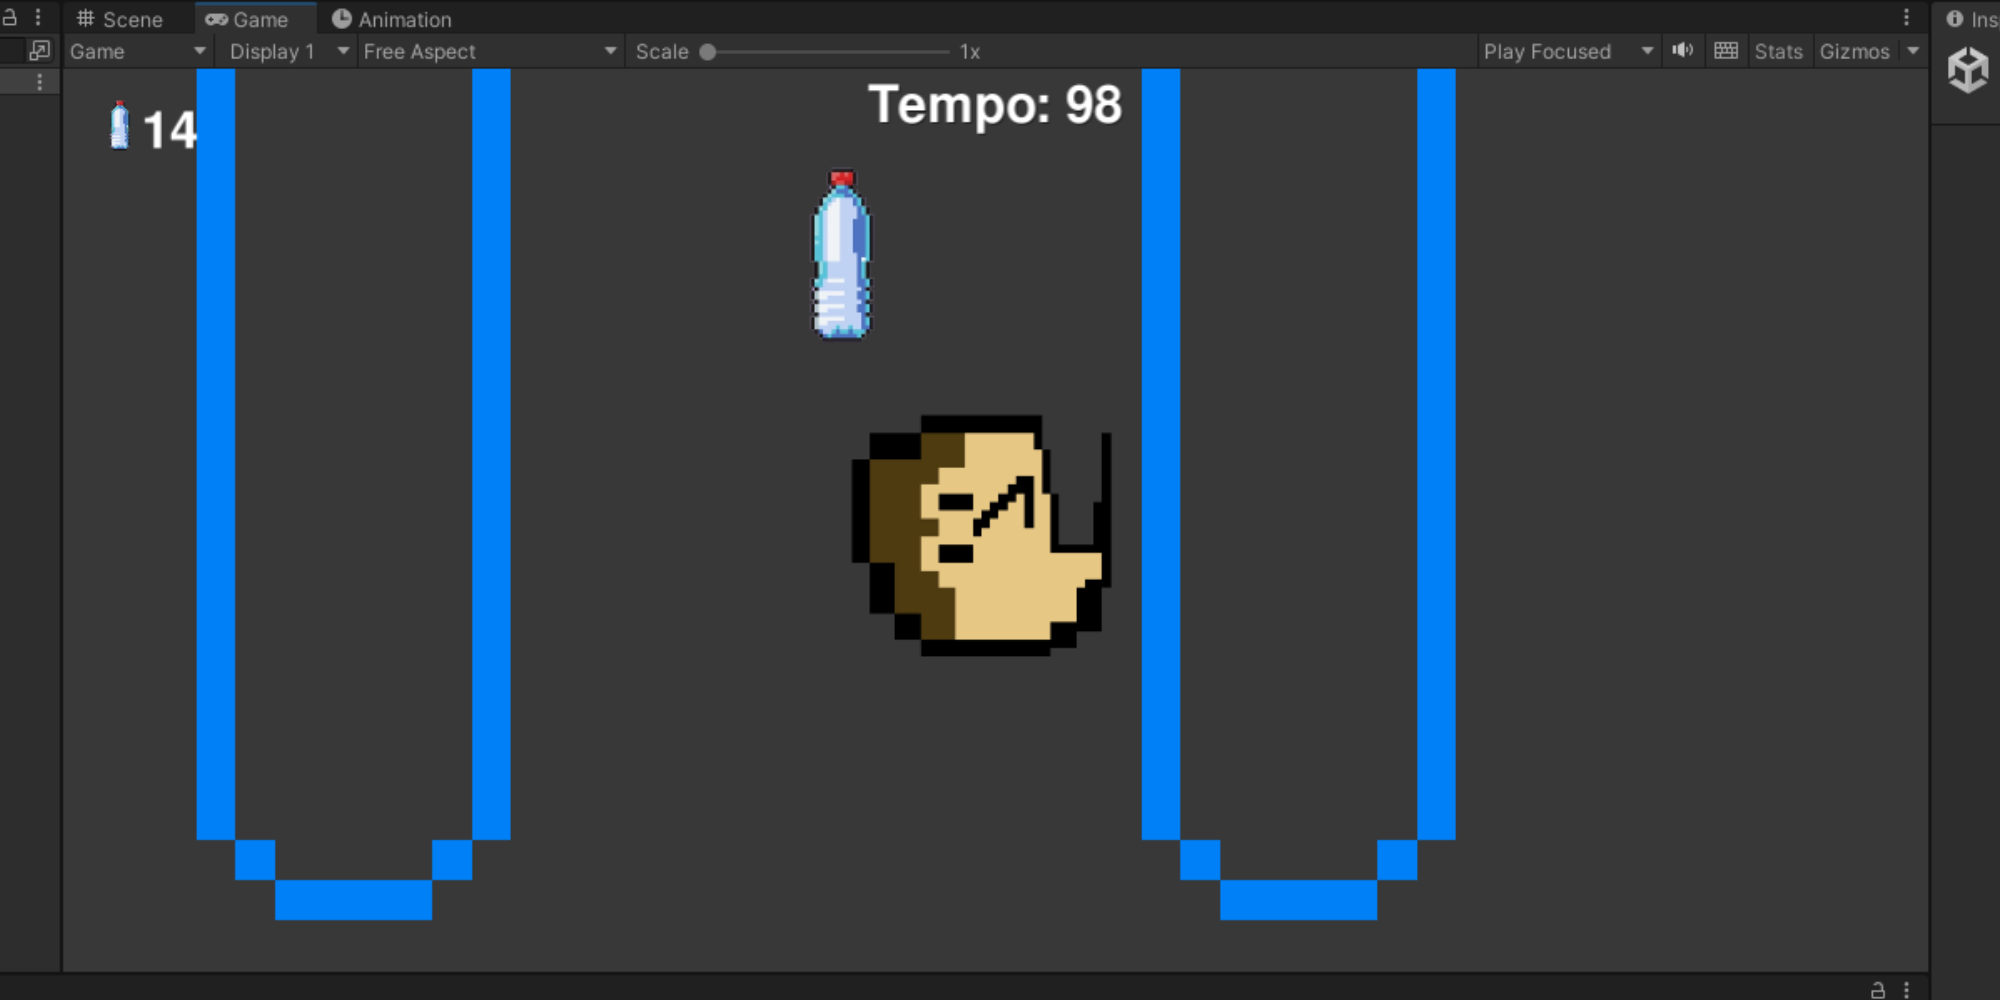 Scene Game Animation Ins
Game Display 1 Free Aspect Scale 1x Play Focused Stats Gizmos
14
Tempo: 98